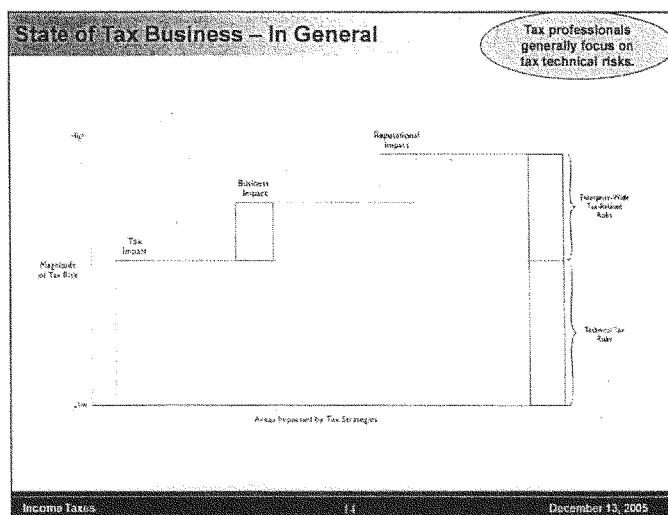 State of Tax Business – In General
Tax professionals
generally focus on
tax technical risks.
High
Reputational
Impact
Business
Impact
Enterprise-Wide
Tax-Related
Risks
Tax
Impact
Magnitude
of Tax Risk
Technical Tax
Risks
Low
Areas Impacted by Tax Strategies
Income Taxes
14
December 13, 2005